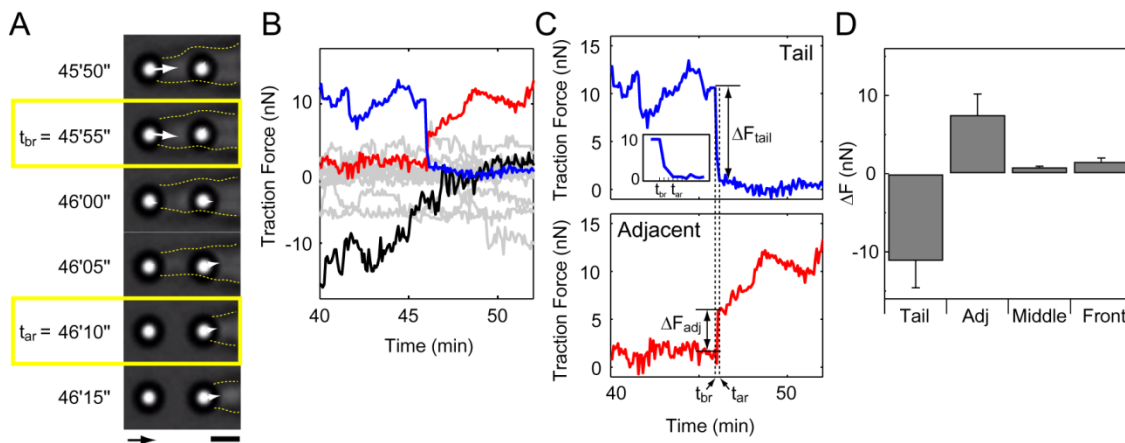 A
45'50"
t_br = 45'55"
46'00"
46'05"
t_ar = 46'10"
46'15"
B
Traction Force (nN)
10
0
-10
40
45
50
Time (min)
C
Tail
Traction Force (nN)
15
10
5
0
ΔF_tail
10
0
t_br
t_ar
Adjacent
Traction Force (nN)
15
10
5
0
ΔF_adj
40
50
t_br
t_ar
Time (min)
D
ΔF (nN)
10
0
-10
Tail
Adj
Middle
Front